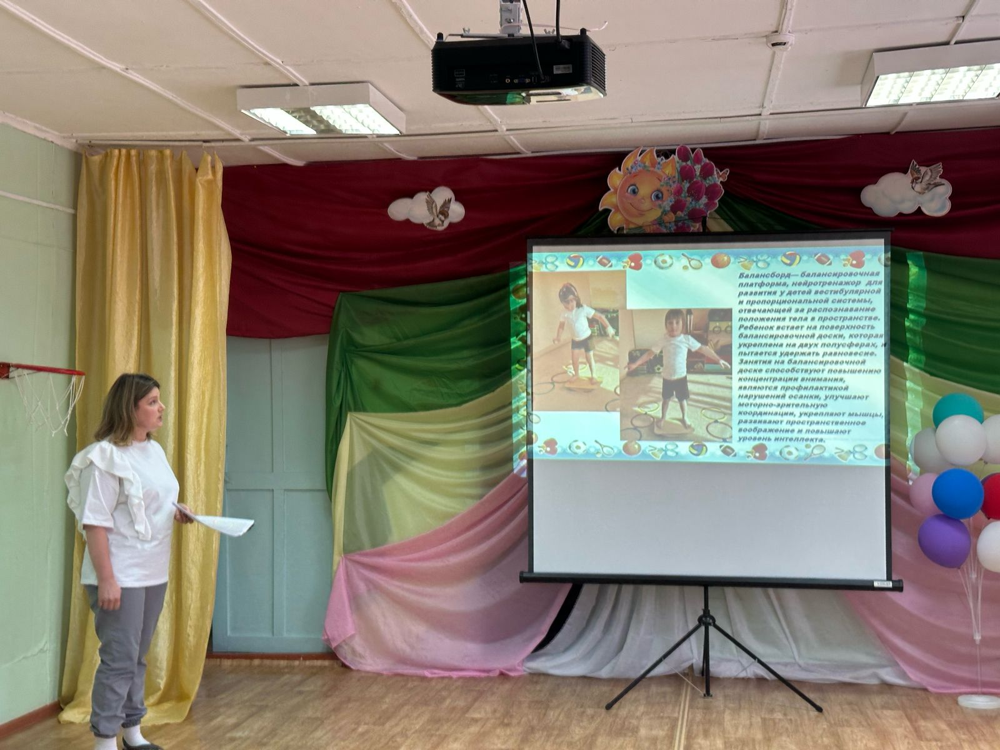 Балансборд— балансировочная
платформа, нейротренажор для
развития у детей вестибулярной
и пропорциональной системы,
отвечающей за распознавание
положения тела в пространстве.
Ребенок встает на поверхность
балансировочной доски, которая
укреплена на двух полусферах, и
пытается удержать равновесие.
Занятия на балансировочной
доске способствуют повышению
концентрации внимания,
являются профилактикой
нарушений осанки, улучшают
моторно-зрительную
координации, укрепляют мышцы,
развивают пространственное
воображение и повышают
уровень интеллекта.